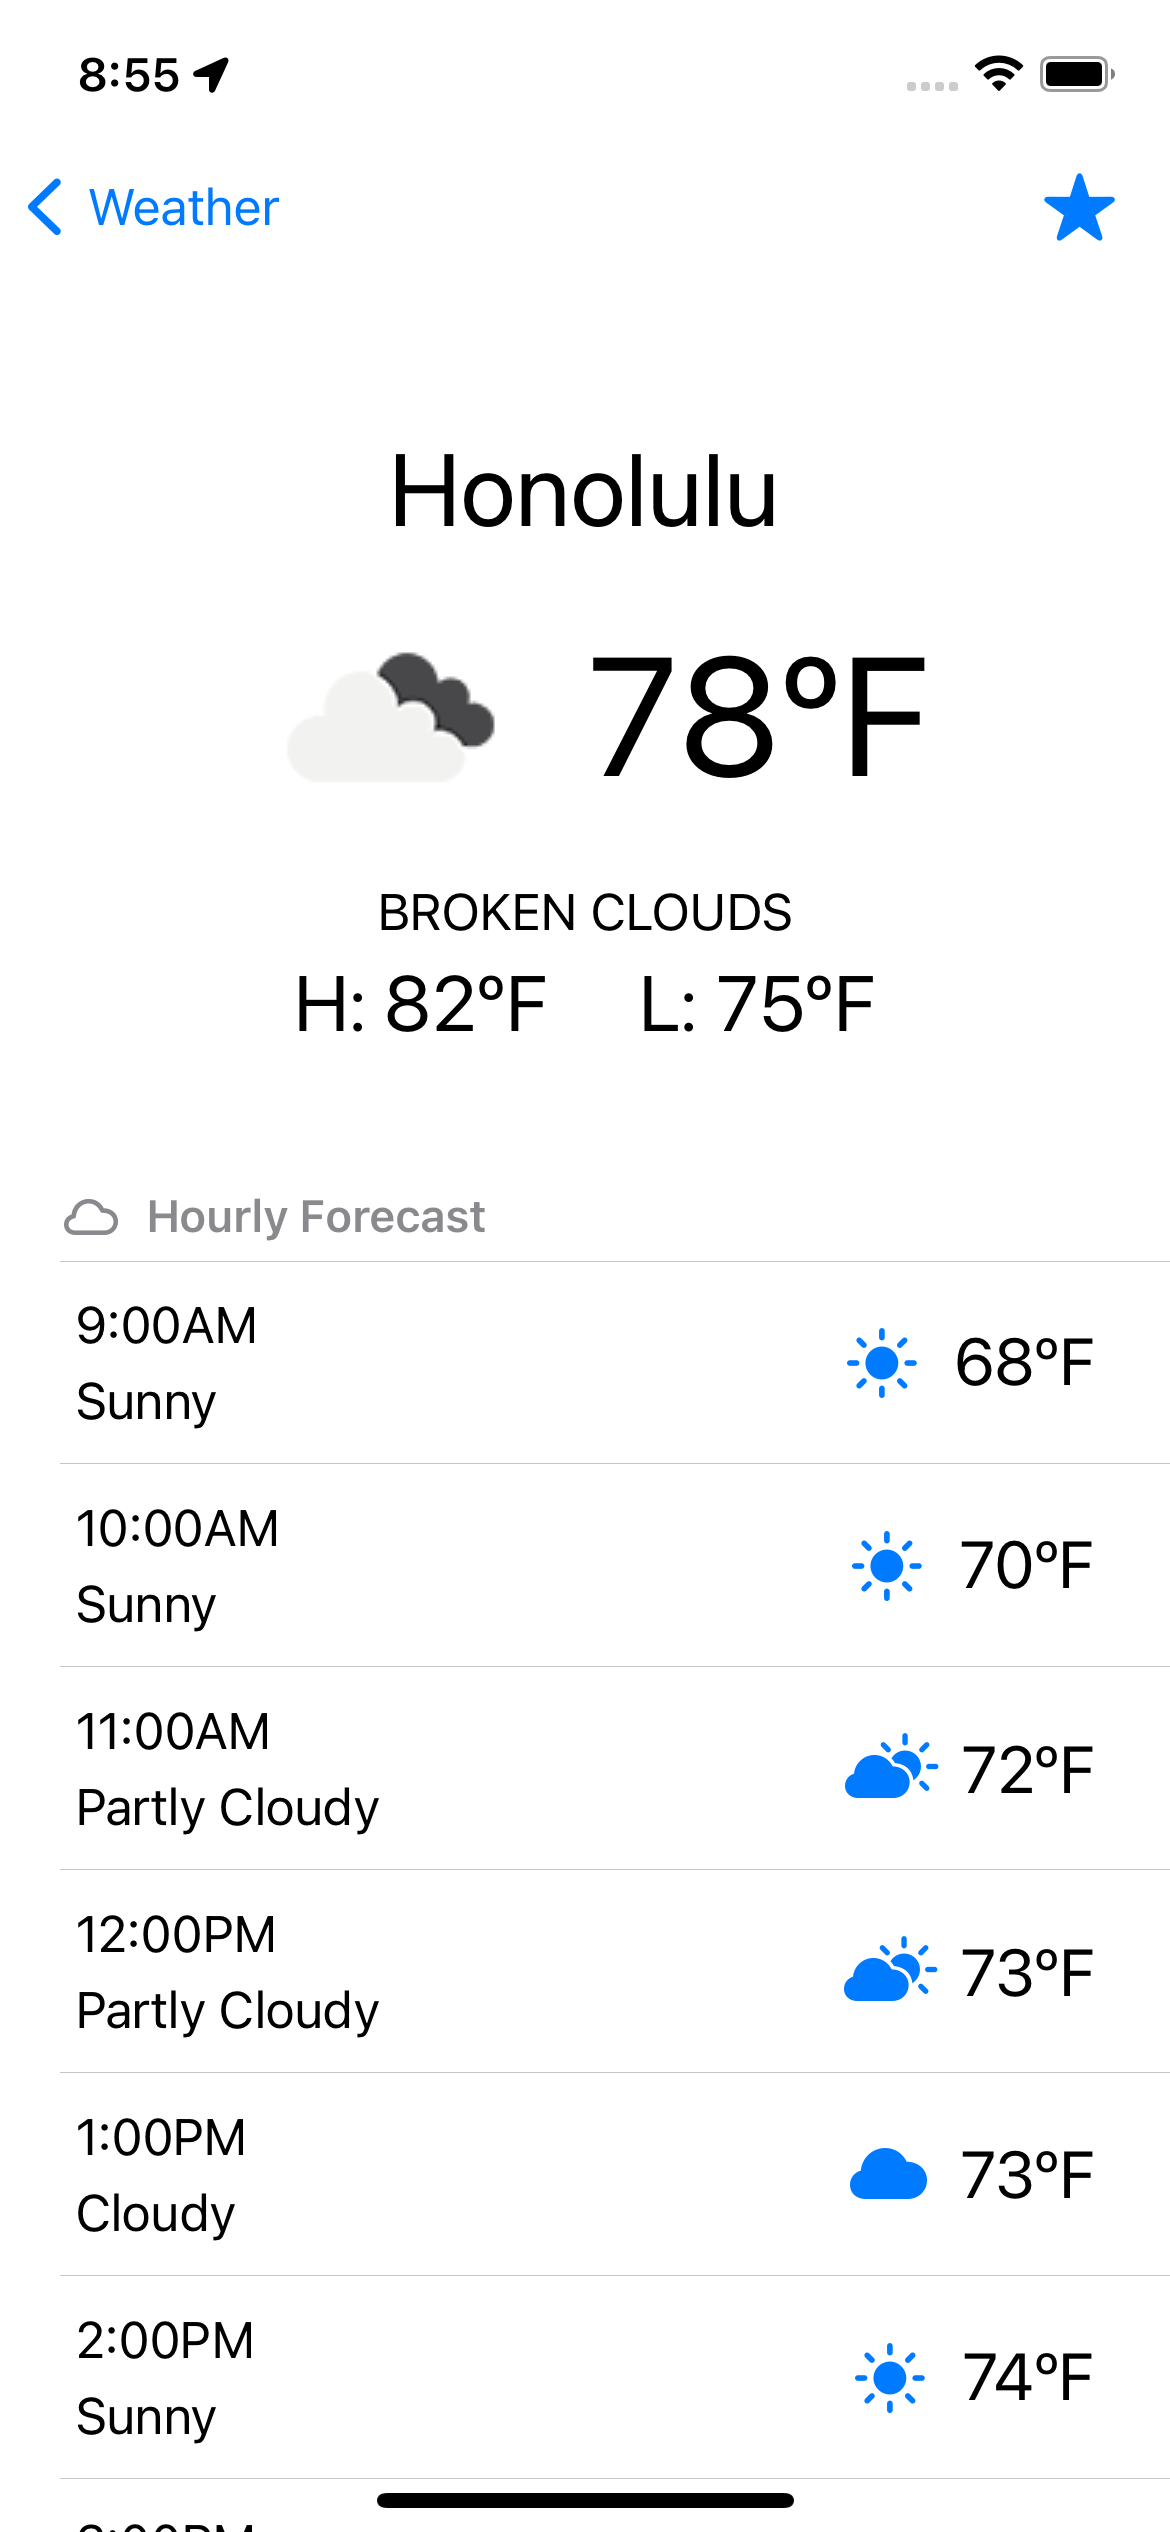 8:55
Weather
Honolulu
78°F
BROKEN CLOUDS
H: 82°F L: 75°F
Hourly Forecast
9:00AM
Sunny
68°F
10:00AM
Sunny
70°F
11:00AM
Partly Cloudy
72°F
12:00PM
Partly Cloudy
73°F
1:00PM
Cloudy
73°F
2:00PM
Sunny
74°F